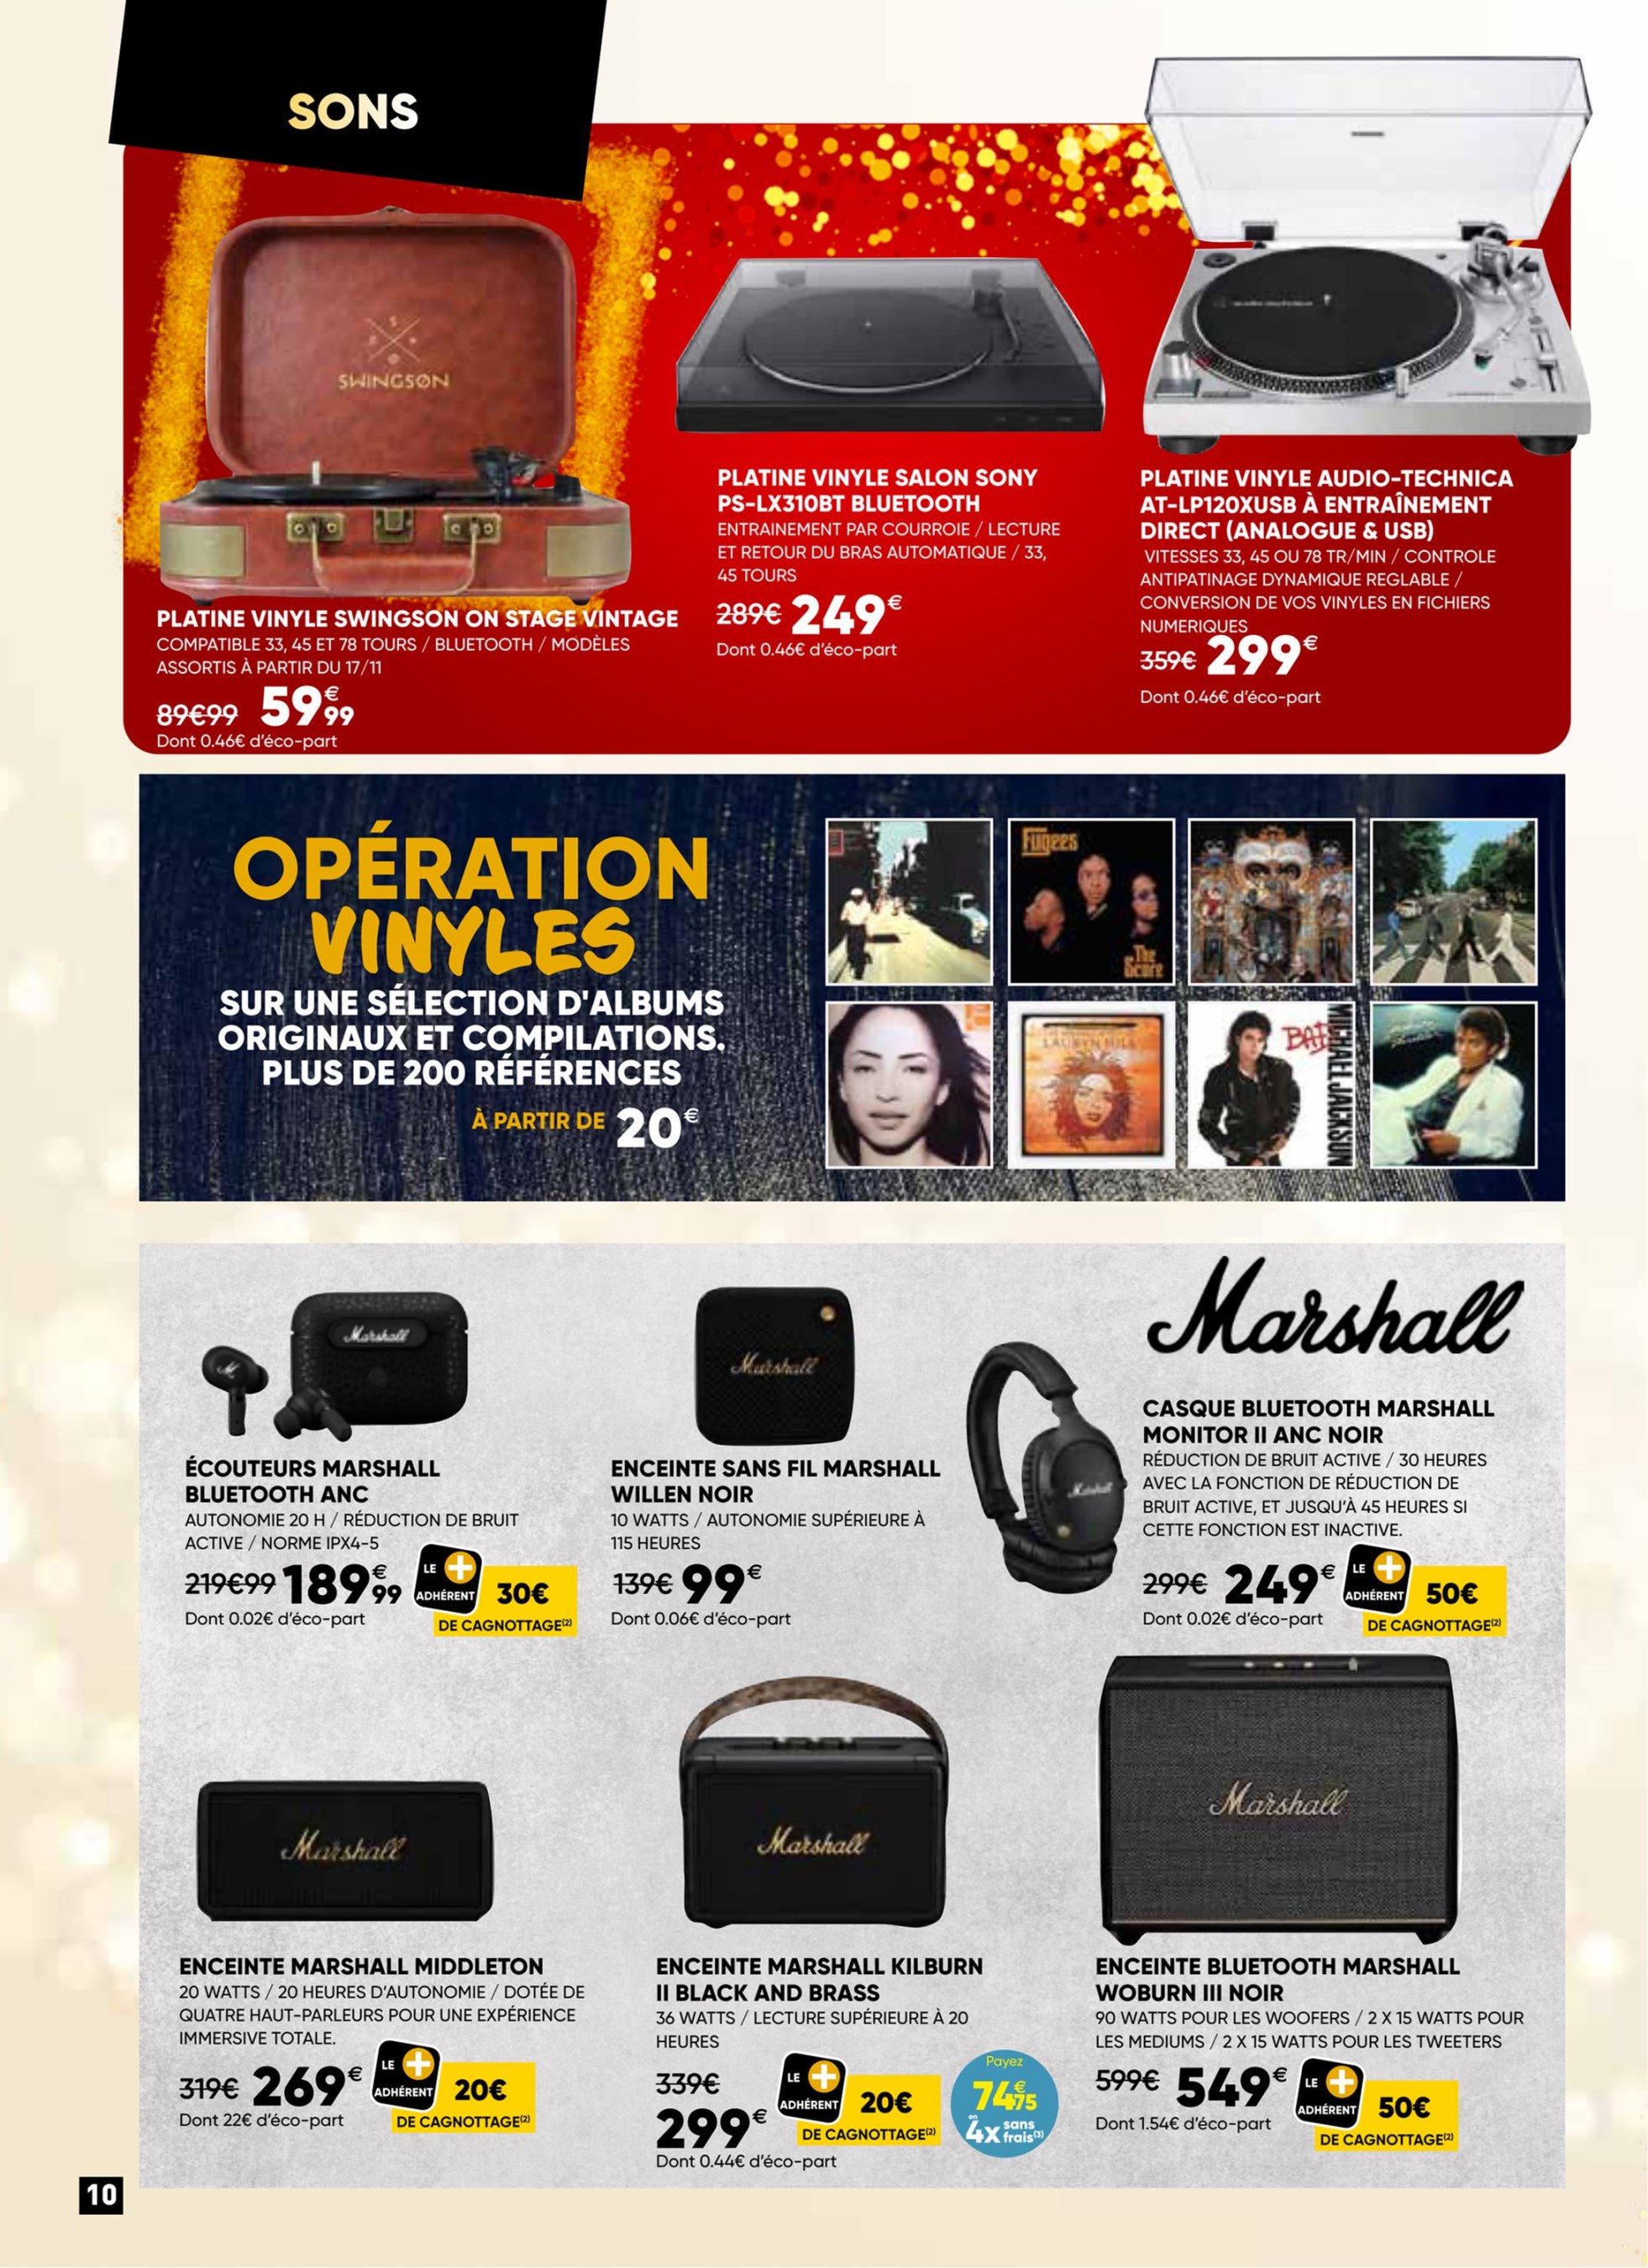 SONS
SWINGSON
PLATINE VINYLE SWINGSON ON STAGE VINTAGE
COMPATIBLE 33, 45 ET 78 TOURS / BLUETOOTH / MODÈLES
ASSORTIS À PARTIR DU 17/11
89€99 59€99
Dont 0.46€ d'éco-part
PLATINE VINYLE SALON SONY
PS-LX310BT BLUETOOTH
ENTRAINEMENT PAR COURROIE / LECTURE
ET RETOUR DU BRAS AUTOMATIQUE / 33,
45 TOURS
289€ 249€
Dont 0.46€ d'éco-part
PLATINE VINYLE AUDIO-TECHNICA
AT-LP120XUSB À ENTRAÎNEMENT
DIRECT (ANALOGUE & USB)
VITESSES 33, 45 OU 78 TR/MIN / CONTROLE
ANTIPATINAGE DYNAMIQUE REGLABLE /
CONVERSION DE VOS VINYLES EN FICHIERS
NUMERIQUES
359€ 299€
Dont 0.46€ d'éco-part
OPÉRATION
VINYLES
SUR UNE SÉLECTION D'ALBUMS
ORIGINAUX ET COMPILATIONS.
PLUS DE 200 RÉFÉRENCES
À PARTIR DE 20€
Fugees
The
Score
LAURYN HILL
BAD
MICHAEL JACKSON
Marshall
Marshall
Marshall
Marshall
ÉCOUTEURS MARSHALL
BLUETOOTH ANC
AUTONOMIE 20 H / RÉDUCTION DE BRUIT
ACTIVE / NORME IPX4-5
219€99 189€99
Dont 0.02€ d'éco-part
LE +
ADHÉRENT
30€
DE CAGNOTTAGE(2)
ENCEINTE SANS FIL MARSHALL
WILLEN NOIR
10 WATTS / AUTONOMIE SUPÉRIEURE À
115 HEURES
139€ 99€
Dont 0.06€ d'éco-part
CASQUE BLUETOOTH MARSHALL
MONITOR II ANC NOIR
RÉDUCTION DE BRUIT ACTIVE / 30 HEURES
AVEC LA FONCTION DE RÉDUCTION DE
BRUIT ACTIVE, ET JUSQU'À 45 HEURES SI
CETTE FONCTION EST INACTIVE.
299€ 249€
Dont 0.02€ d'éco-part
LE +
ADHÉRENT
50€
DE CAGNOTTAGE(2)
Marshall
Marshall
Marshall
ENCEINTE MARSHALL MIDDLETON
20 WATTS / 20 HEURES D'AUTONOMIE / DOTÉE DE
QUATRE HAUT-PARLEURS POUR UNE EXPÉRIENCE
IMMERSIVE TOTALE.
319€ 269€
Dont 22€ d'éco-part
LE +
ADHÉRENT
20€
DE CAGNOTTAGE(2)
ENCEINTE MARSHALL KILBURN
II BLACK AND BRASS
36 WATTS / LECTURE SUPÉRIEURE À 20
HEURES
339€
299€
Dont 0.44€ d'éco-part
LE +
ADHÉRENT
20€
DE CAGNOTTAGE(2)
Payez
74€75
en
4X sans
frais(3)
ENCEINTE BLUETOOTH MARSHALL
WOBURN III NOIR
90 WATTS POUR LES WOOFERS / 2 X 15 WATTS POUR
LES MEDIUMS / 2 X 15 WATTS POUR LES TWEETERS
599€ 549€
Dont 1.54€ d'éco-part
LE +
ADHÉRENT
50€
DE CAGNOTTAGE(2)
10